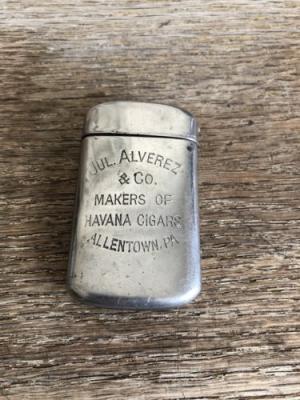 JUL. ALVEREZ
& CO.
MAKERS OF
HAVANA CIGARS
ALLENTOWN, PA